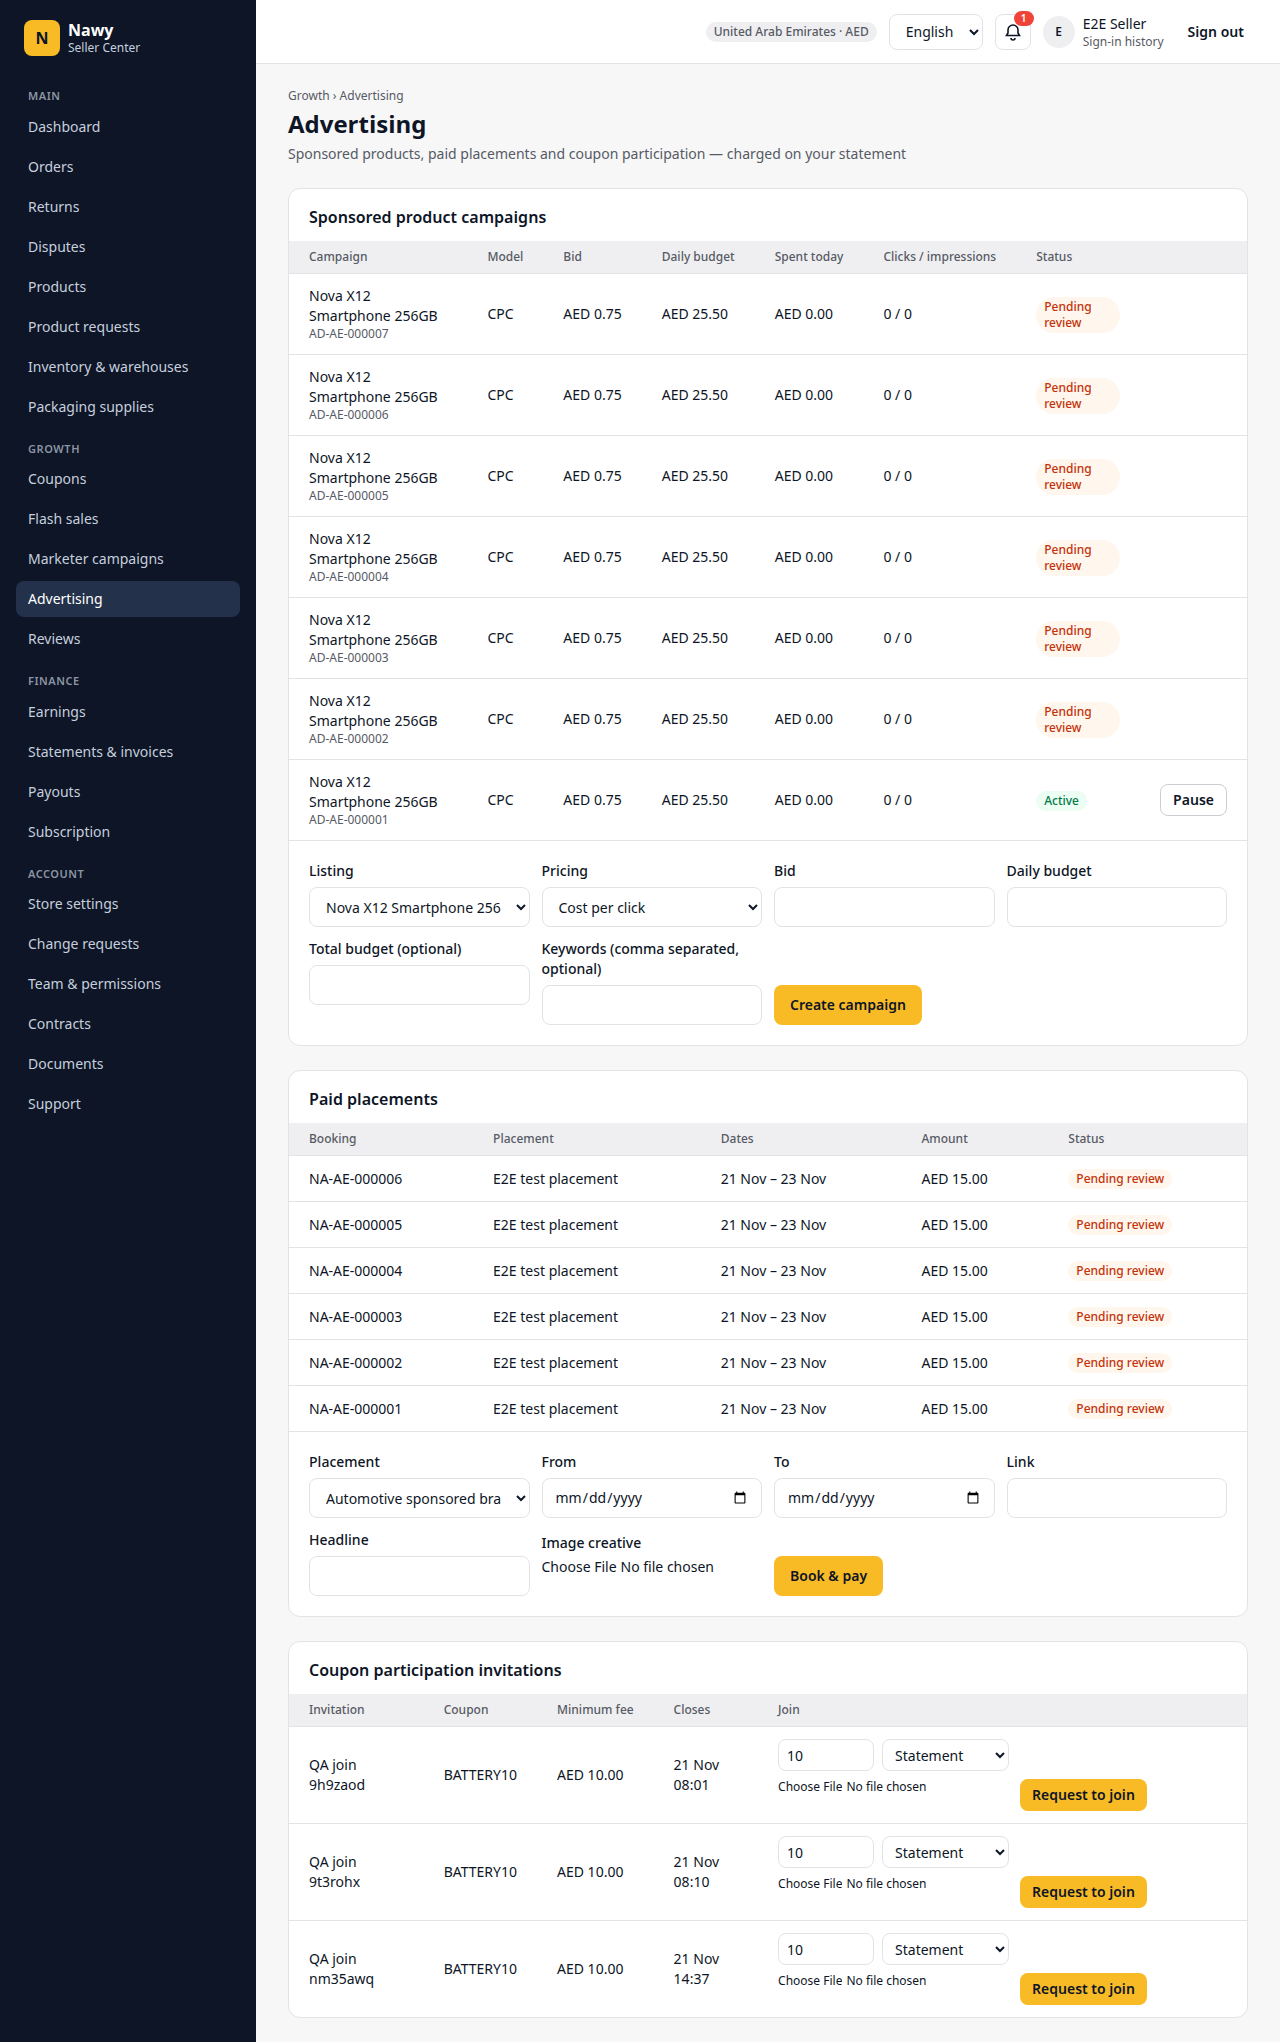 N
Nawy
Seller Center
United Arab Emirates · AED
English
1
E
E2E Seller
Sign-in history
Sign out
MAIN
Dashboard
Orders
Returns
Disputes
Products
Product requests
Inventory & warehouses
Packaging supplies
GROWTH
Coupons
Flash sales
Marketer campaigns
Advertising
Reviews
FINANCE
Earnings
Statements & invoices
Payouts
Subscription
ACCOUNT
Store settings
Change requests
Team & permissions
Contracts
Documents
Support
Growth › Advertising
Advertising
Sponsored products, paid placements and coupon participation — charged on your statement
Sponsored product campaigns
Campaign Model Bid Daily budget Spent today Clicks / impressions Status
Nova X12
Smartphone 256GB
AD-AE-000007
CPC AED 0.75 AED 25.50 AED 0.00 0 / 0
Pending
review
Nova X12
Smartphone 256GB
AD-AE-000006
CPC AED 0.75 AED 25.50 AED 0.00 0 / 0
Pending
review
Nova X12
Smartphone 256GB
AD-AE-000005
CPC AED 0.75 AED 25.50 AED 0.00 0 / 0
Pending
review
Nova X12
Smartphone 256GB
AD-AE-000004
CPC AED 0.75 AED 25.50 AED 0.00 0 / 0
Pending
review
Nova X12
Smartphone 256GB
AD-AE-000003
CPC AED 0.75 AED 25.50 AED 0.00 0 / 0
Pending
review
Nova X12
Smartphone 256GB
AD-AE-000002
CPC AED 0.75 AED 25.50 AED 0.00 0 / 0
Pending
review
Nova X12
Smartphone 256GB
AD-AE-000001
CPC AED 0.75 AED 25.50 AED 0.00 0 / 0 Active Pause
Listing Pricing Bid Daily budget
Nova X12 Smartphone 256 Cost per click
Total budget (optional) Keywords (comma separated,
optional)
Create campaign
Paid placements
Booking Placement Dates Amount Status
NA-AE-000006 E2E test placement 21 Nov – 23 Nov AED 15.00 Pending review
NA-AE-000005 E2E test placement 21 Nov – 23 Nov AED 15.00 Pending review
NA-AE-000004 E2E test placement 21 Nov – 23 Nov AED 15.00 Pending review
NA-AE-000003 E2E test placement 21 Nov – 23 Nov AED 15.00 Pending review
NA-AE-000002 E2E test placement 21 Nov – 23 Nov AED 15.00 Pending review
NA-AE-000001 E2E test placement 21 Nov – 23 Nov AED 15.00 Pending review
Placement From To Link
Automotive sponsored bra mm/dd/yyyy mm/dd/yyyy
Headline Image creative
Choose File No file chosen Book & pay
Coupon participation invitations
Invitation Coupon Minimum fee Closes Join
QA join
9h9zaod
BATTERY10 AED 10.00
21 Nov
08:01
10 Statement
Choose File No file chosen
Request to join
QA join
9t3rohx
BATTERY10 AED 10.00
21 Nov
08:10
10 Statement
Choose File No file chosen
Request to join
QA join
nm35awq
BATTERY10 AED 10.00
21 Nov
14:37
10 Statement
Choose File No file chosen
Request to join